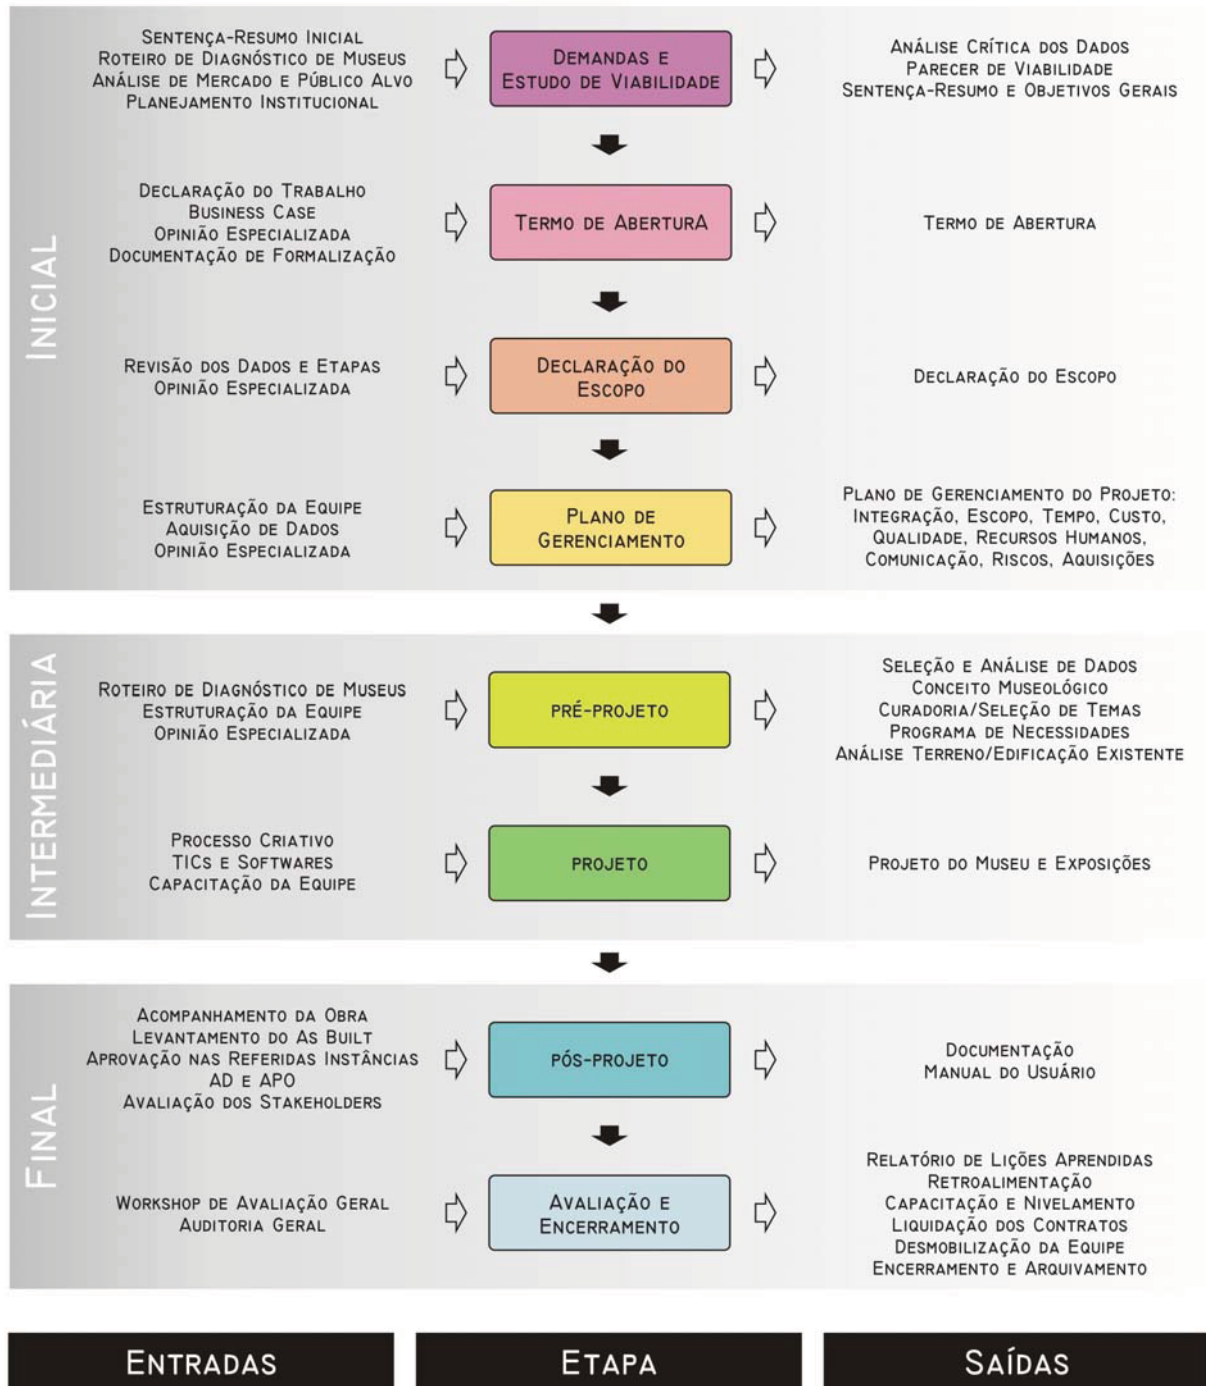 INICIAL
SENTENÇA-RESUMO INICIAL
ROTEIRO DE DIAGNÓSTICO DE MUSEUS
ANÁLISE DE MERCADO E PÚBLICO ALVO
PLANEJAMENTO INSTITUCIONAL
DEMANDAS E
ESTUDO DE VIABILIDADE
ANÁLISE CRÍTICA DOS DADOS
PARECER DE VIABILIDADE
SENTENÇA-RESUMO E OBJETIVOS GERAIS
DECLARAÇÃO DO TRABALHO
BUSINESS CASE
OPINIÃO ESPECIALIZADA
DOCUMENTAÇÃO DE FORMALIZAÇÃO
TERMO DE ABERTURA
TERMO DE ABERTURA
REVISÃO DOS DADOS E ETAPAS
OPINIÃO ESPECIALIZADA
DECLARAÇÃO DO
ESCOPO
DECLARAÇÃO DO ESCOPO
ESTRUTURAÇÃO DA EQUIPE
AQUISIÇÃO DE DADOS
OPINIÃO ESPECIALIZADA
PLANO DE
GERENCIAMENTO
PLANO DE GERENCIAMENTO DO PROJETO:
INTEGRAÇÃO, ESCOPO, TEMPO, CUSTO,
QUALIDADE, RECURSOS HUMANOS,
COMUNICAÇÃO, RISCOS, AQUISIÇÕES
INTERMEDIÁRIA
ROTEIRO DE DIAGNÓSTICO DE MUSEUS
ESTRUTURAÇÃO DA EQUIPE
OPINIÃO ESPECIALIZADA
PRÉ-PROJETO
SELEÇÃO E ANÁLISE DE DADOS
CONCEITO MUSEOLÓGICO
CURADORIA/SELEÇÃO DE TEMAS
PROGRAMA DE NECESSIDADES
ANÁLISE TERRENO/EDIFICAÇÃO EXISTENTE
PROCESSO CRIATIVO
TICS E SOFTWARES
CAPACITAÇÃO DA EQUIPE
PROJETO
PROJETO DO MUSEU E EXPOSIÇÕES
FINAL
ACOMPANHAMENTO DA OBRA
LEVANTAMENTO DO AS BUILT
APROVAÇÃO NAS REFERIDAS INSTÂNCIAS
AD E APO
AVALIAÇÃO DOS STAKEHOLDERS
PÓS-PROJETO
DOCUMENTAÇÃO
MANUAL DO USUÁRIO
WORKSHOP DE AVALIAÇÃO GERAL
AUDITORIA GERAL
AVALIAÇÃO E
ENCERRAMENTO
RELATÓRIO DE LIÇÕES APRENDIDAS
RETROALIMENTAÇÃO
CAPACITAÇÃO E NIVELAMENTO
LIQUIDAÇÃO DOS CONTRATOS
DESMOBILIZAÇÃO DA EQUIPE
ENCERRAMENTO E ARQUIVAMENTO
ENTRADAS
ETAPA
SAÍDAS